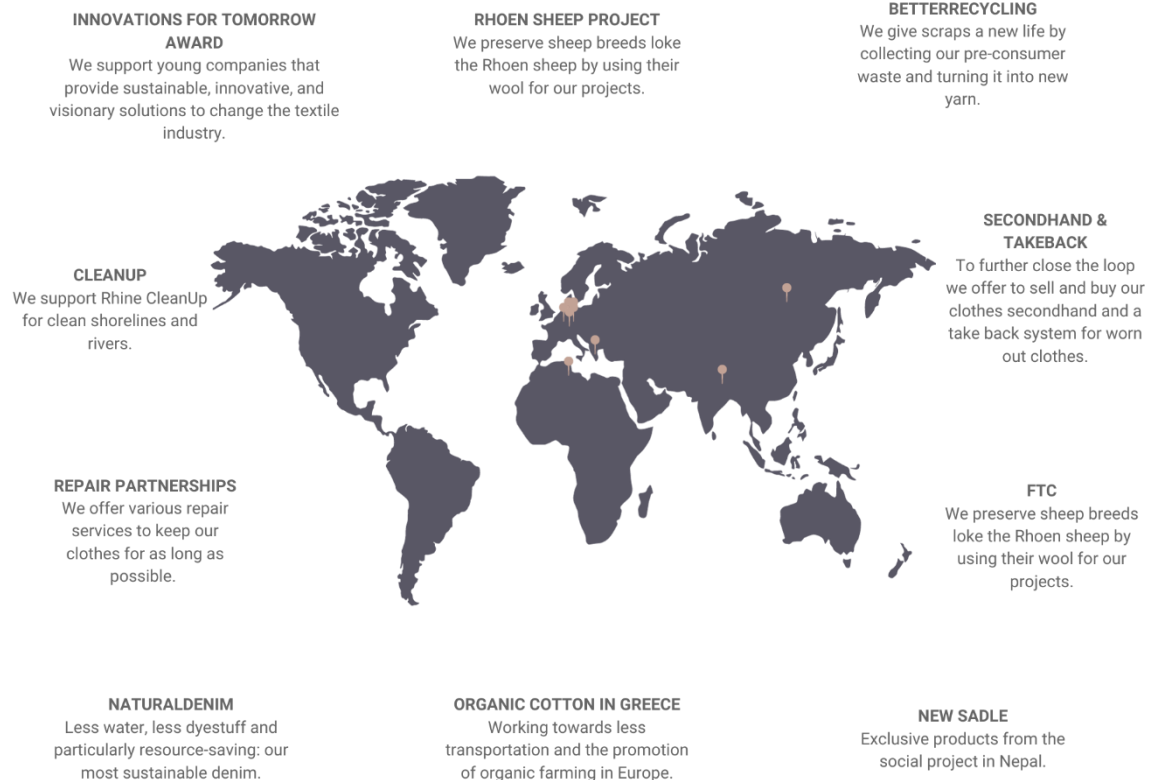 INNOVATIONS FOR TOMORROW
AWARD
We support young companies that
provide sustainable, innovative, and
visionary solutions to change the textile
industry.
RHOEN SHEEP PROJECT
We preserve sheep breeds loke
the Rhoen sheep by using their
wool for our projects.
BETTERRECYCLING
We give scraps a new life by
collecting our pre-consumer
waste and turning it into new
yarn.
CLEANUP
We support Rhine CleanUp
for clean shorelines and
rivers.
SECONDHAND &
TAKEBACK
To further close the loop
we offer to sell and buy our
clothes secondhand and a
take back system for worn
out clothes.
REPAIR PARTNERSHIPS
We offer various repair
services to keep our
clothes for as long as
possible.
FTC
We preserve sheep breeds
loke the Rhoen sheep by
using their wool for our
projects.
NATURALDENIM
Less water, less dyestuff and
particularly resource-saving: our
most sustainable denim.
ORGANIC COTTON IN GREECE
Working towards less
transportation and the promotion
of organic farming in Europe.
NEW SADLE
Exclusive products from the
social project in Nepal.